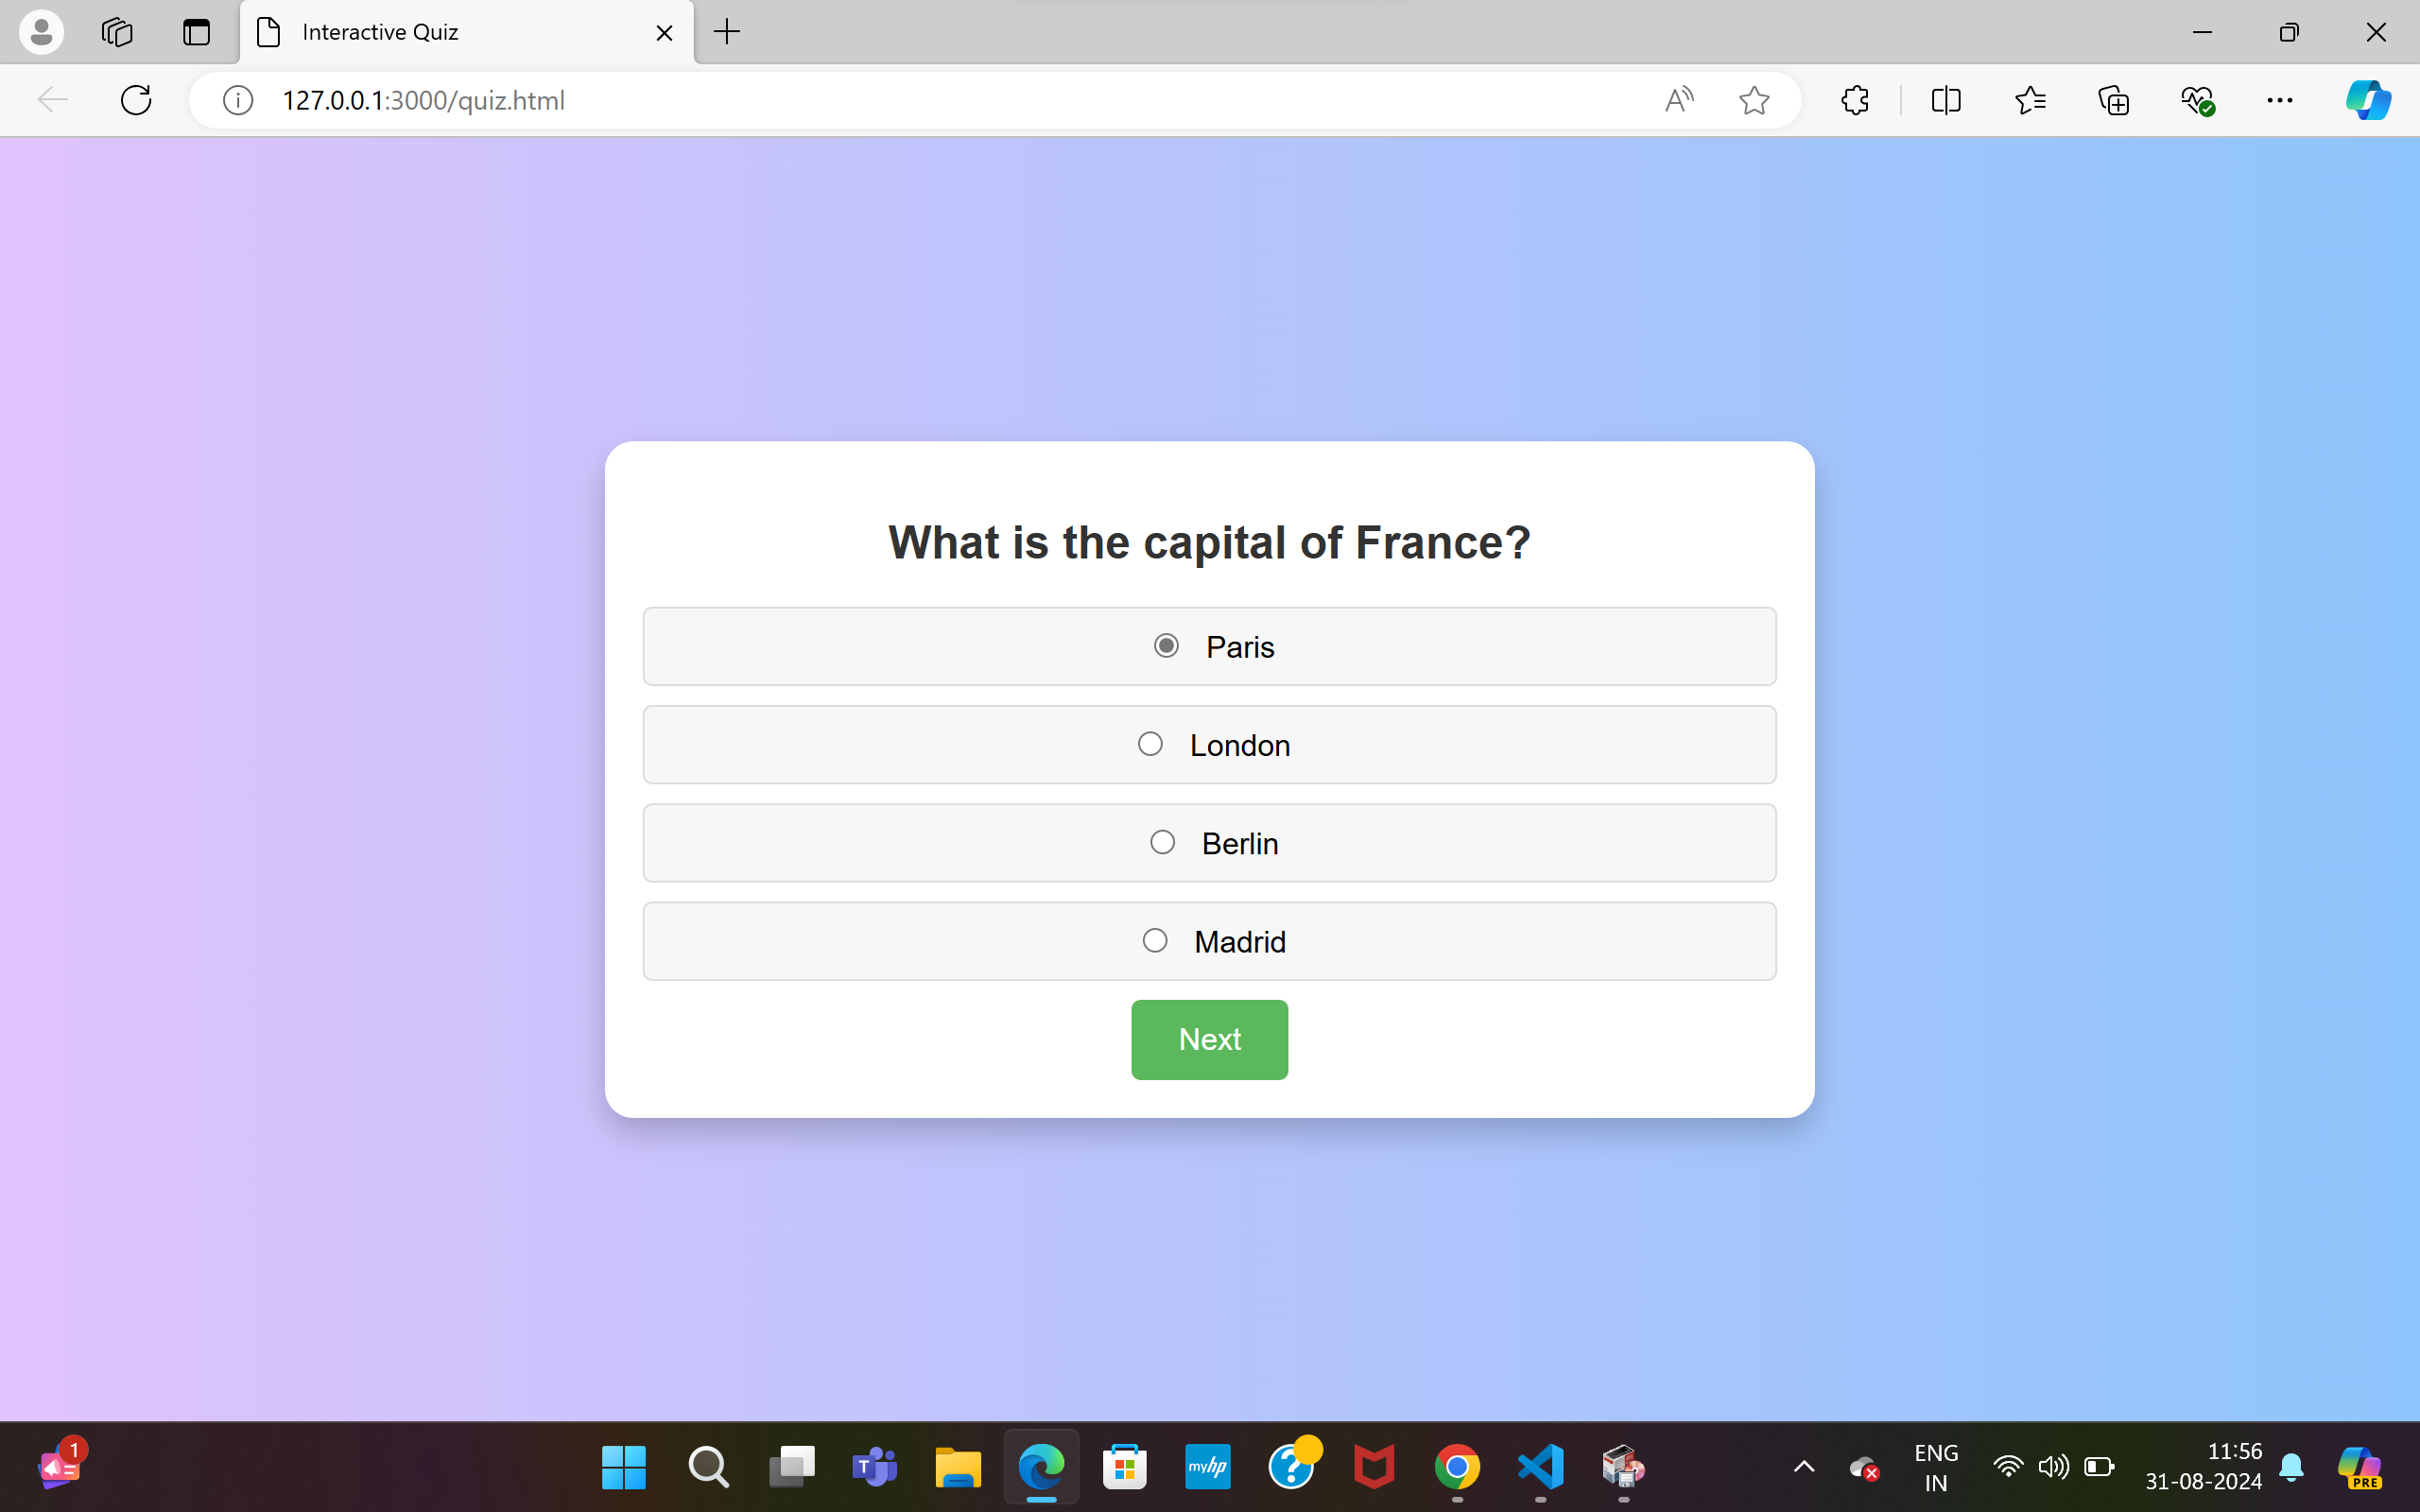 Interactive Quiz
127.0.0.1:3000/quiz.html
What is the capital of France?
Paris
London
Berlin
Madrid
Next
1
T
myhp
?
ENG
IN
11:56
31-08-2024
PRE